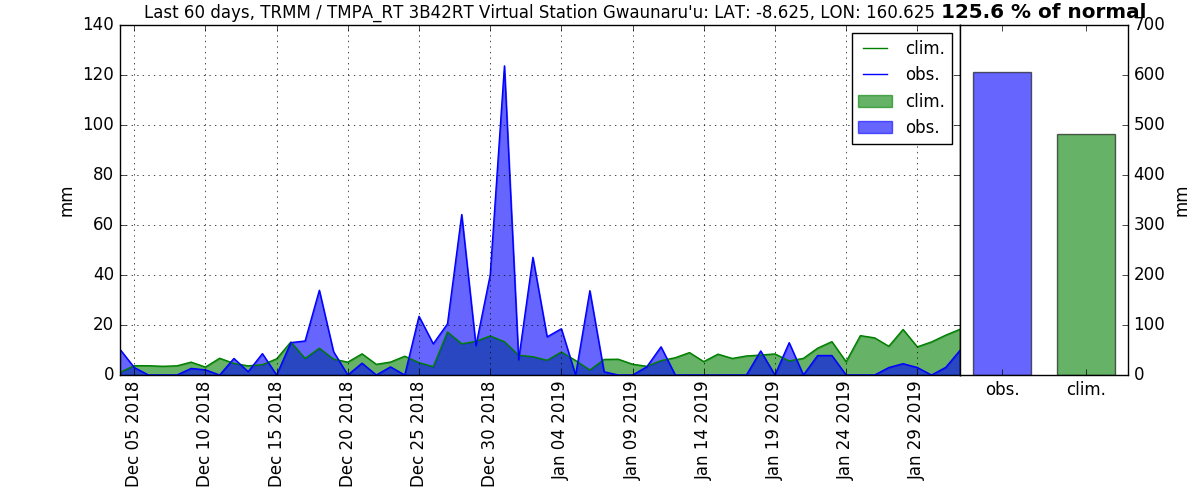 Last 60 days, TRMM / TMPA_RT 3B42RT Virtual Station Gwaunaru'u: LAT: -8.625, LON: 160.625 125.6 % of normal
140
120
100
80
60
40
20
0
mm
clim.
obs.
clim.
obs.
700
600
500
400
300
200
100
0
mm
Dec 05 2018
Dec 10 2018
Dec 15 2018
Dec 20 2018
Dec 25 2018
Dec 30 2018
Jan 04 2019
Jan 09 2019
Jan 14 2019
Jan 19 2019
Jan 24 2019
Jan 29 2019
obs.
clim.